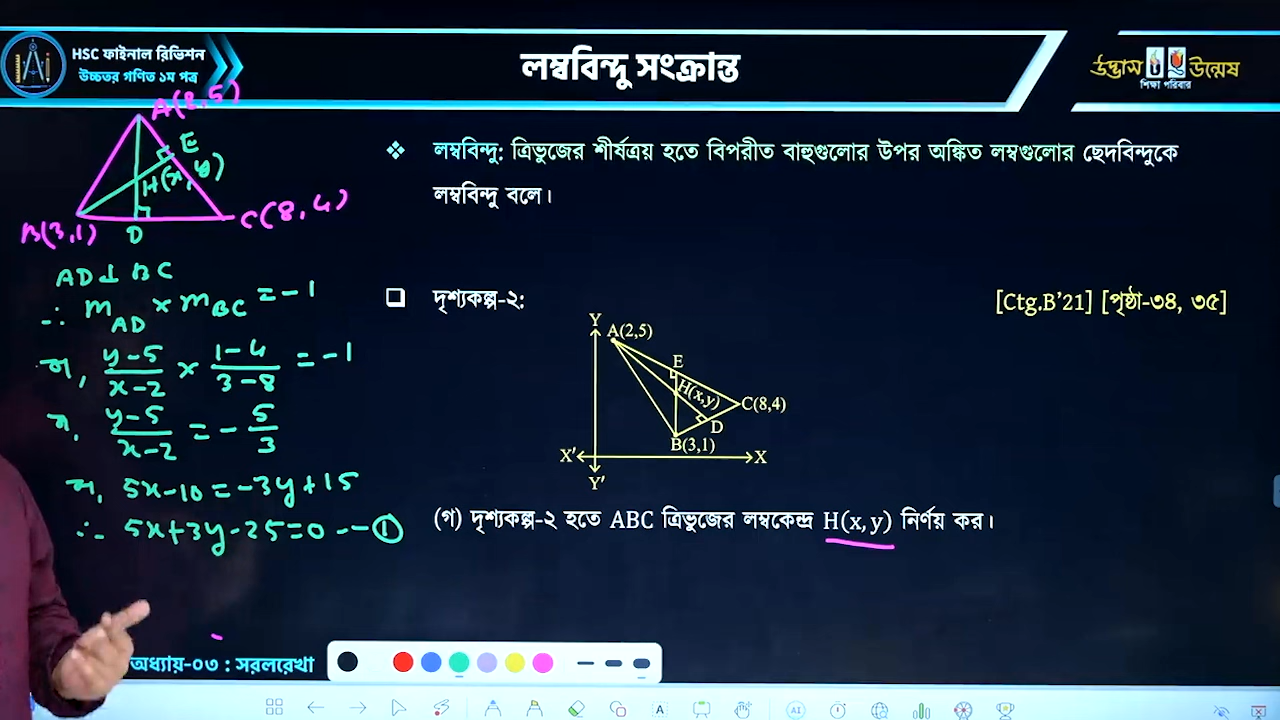 HSC ফাইনাল রিভিশন
উচ্চতর গণিত ১ম পত্র
লম্ববিন্দু সংক্রান্ত
উদ্ভাস উন্মেষ
শিক্ষা পরিবার
A(2,5)
E
H(x,y)
B(3,1)
D
C(8,4)
AD⊥BC
∴ m_AD × m_BC = -1
বা, (y-5)/(x-2) × (1-4)/(3-8) = -1
বা, (y-5)/(x-2) = -5/3
বা, 5x-10=-3y+15
∴ 5x+3y-25=0 --①
❖ লম্ববিন্দু: ত্রিভুজের শীর্ষত্রয় হতে বিপরীত বাহুগুলোর উপর অঙ্কিত লম্বগুলোর ছেদবিন্দুকে
লম্ববিন্দু বলে।
❑ দৃশ্যকল্প-২:
[Ctg.B'21] [পৃষ্ঠা-৩৪, ৩৫]
Y
A(2,5)
E
H(x,y)
C(8,4)
D
B(3,1)
X′
X
Y′
(গ) দৃশ্যকল্প-২ হতে ABC ত্রিভুজের লম্বকেন্দ্র H(x, y) নির্ণয় কর।
অধ্যায়-০৩ : সরলরেখা
A
AI